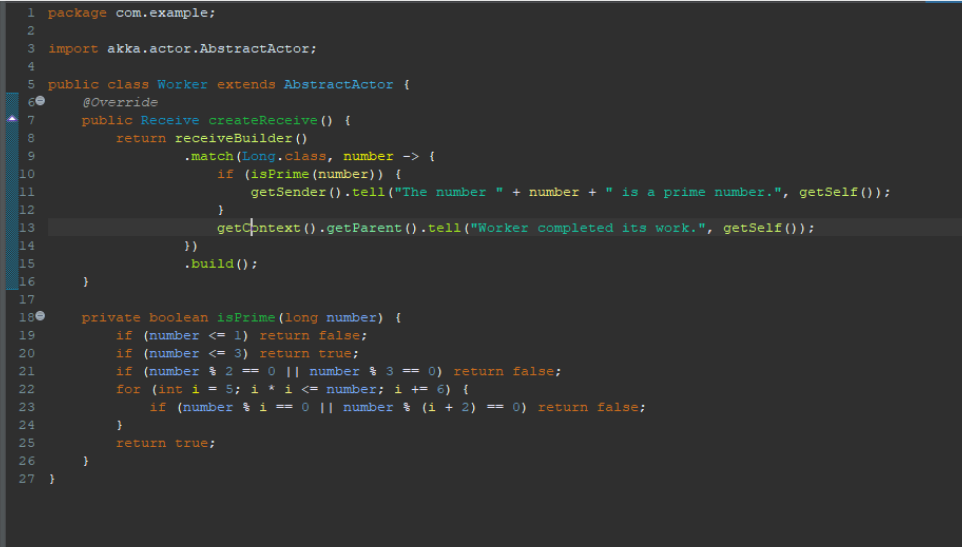 1 package com.example;
2
3 import akka.actor.AbstractActor;
4
5 public class Worker extends AbstractActor {
6 @Override
7 public Receive createReceive() {
8 return receiveBuilder()
9 .match(Long.class, number -> {
10 if (isPrime(number)) {
11 getSender().tell("The number " + number + " is a prime number.", getSelf());
12 }
13 getContext().getParent().tell("Worker completed its work.", getSelf());
14 })
15 .build();
16 }
17
18 private boolean isPrime(long number) {
19 if (number <= 1) return false;
20 if (number <= 3) return true;
21 if (number % 2 == 0 || number % 3 == 0) return false;
22 for (int i = 5; i * i <= number; i += 6) {
23 if (number % i == 0 || number % (i + 2) == 0) return false;
24 }
25 return true;
26 }
27 }